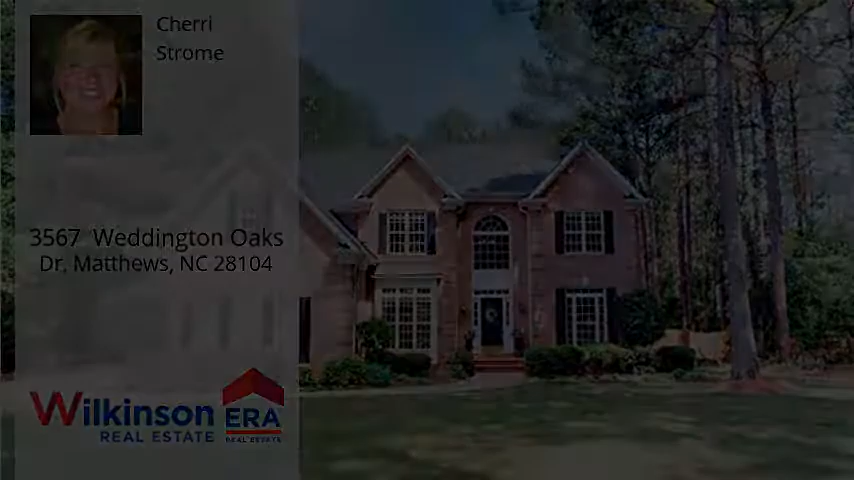 Cherri
Strome
3567 Weddington Oaks
Dr, Matthews, NC 28104
Wilkinson ERA
REAL ESTATE
REAL ESTATE